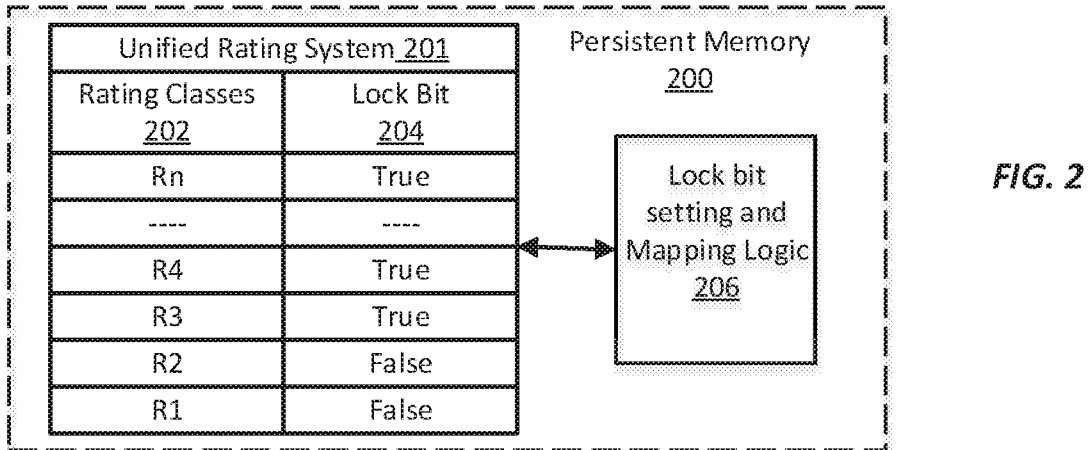 Unified Rating System 201
Rating Classes
202
Lock Bit
204
Rn
True
----
----
R4
True
R3
True
R2
False
R1
False
Persistent Memory
200
Lock bit
setting and
Mapping Logic
206
FIG. 2